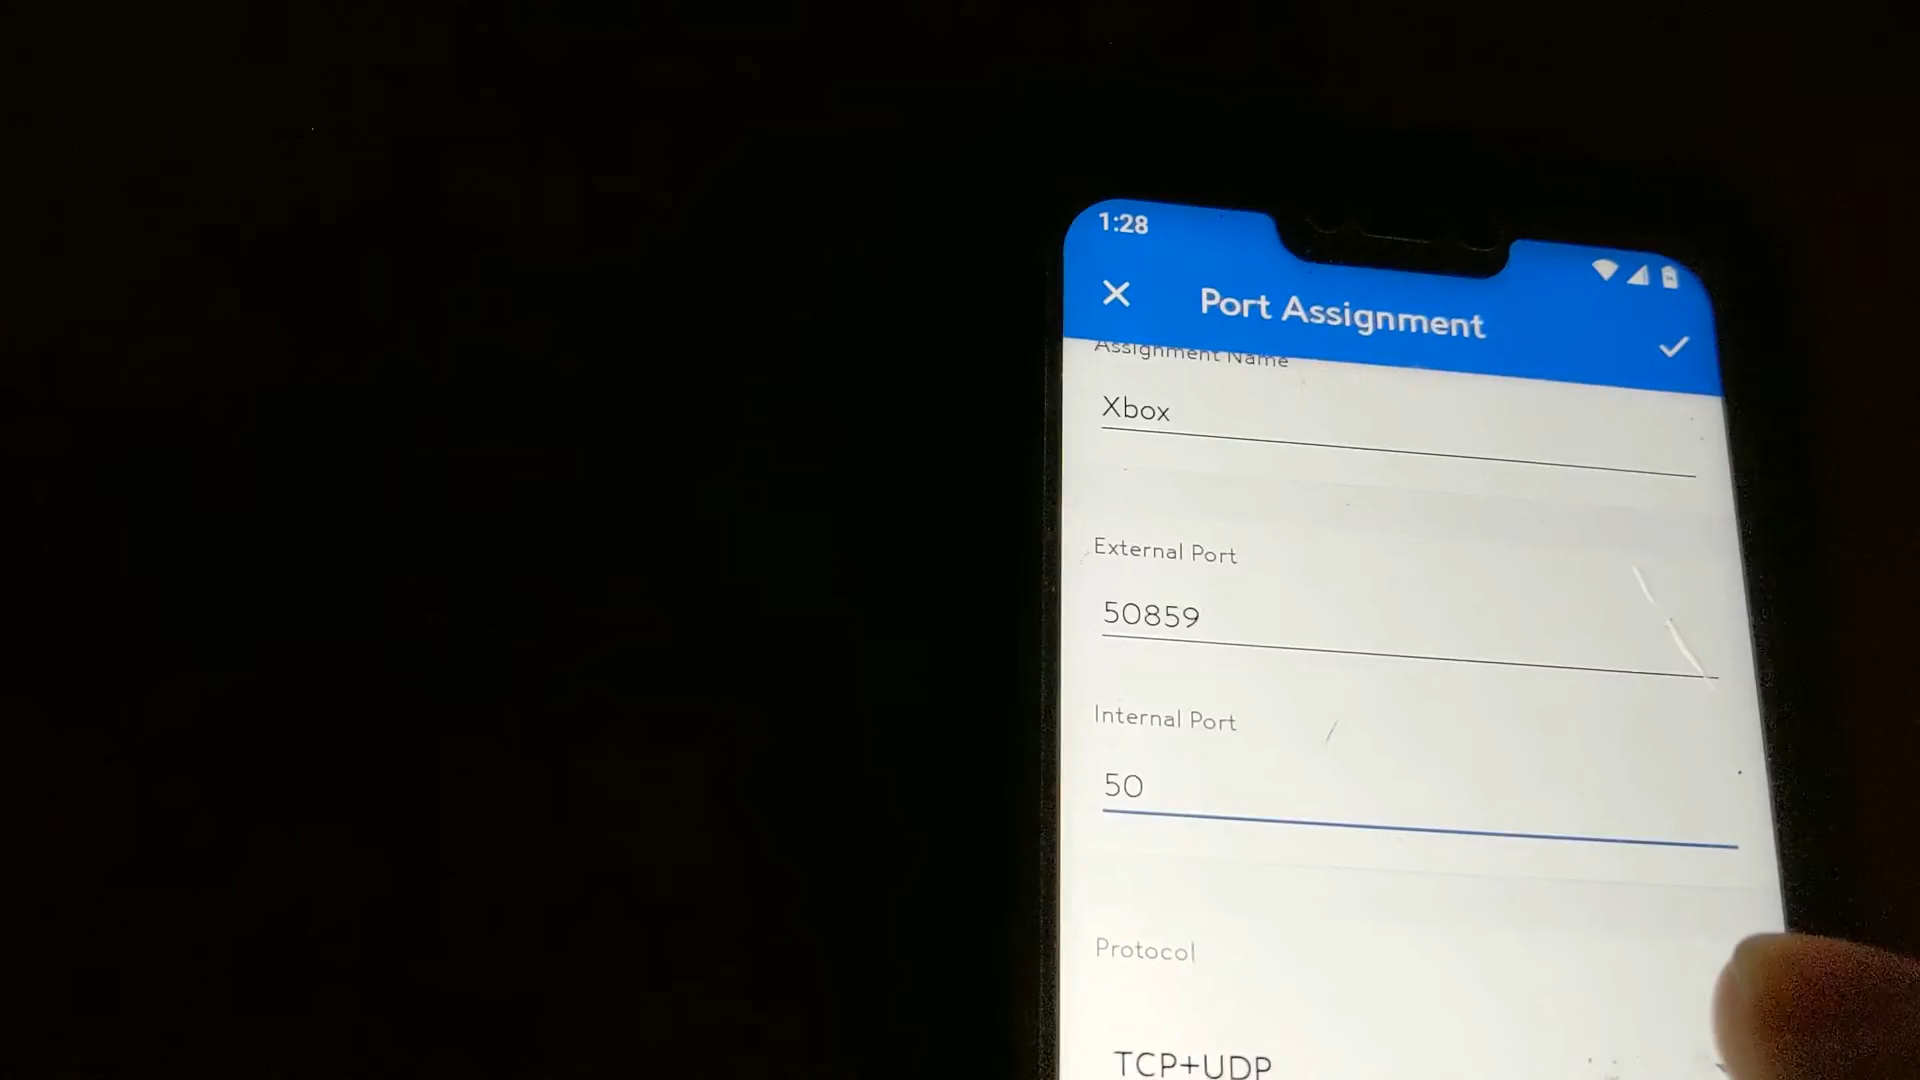 1:28
Port Assignment
Assignment Name
Xbox
External Port
50859
Internal Port
50
Protocol
TCP+UDP